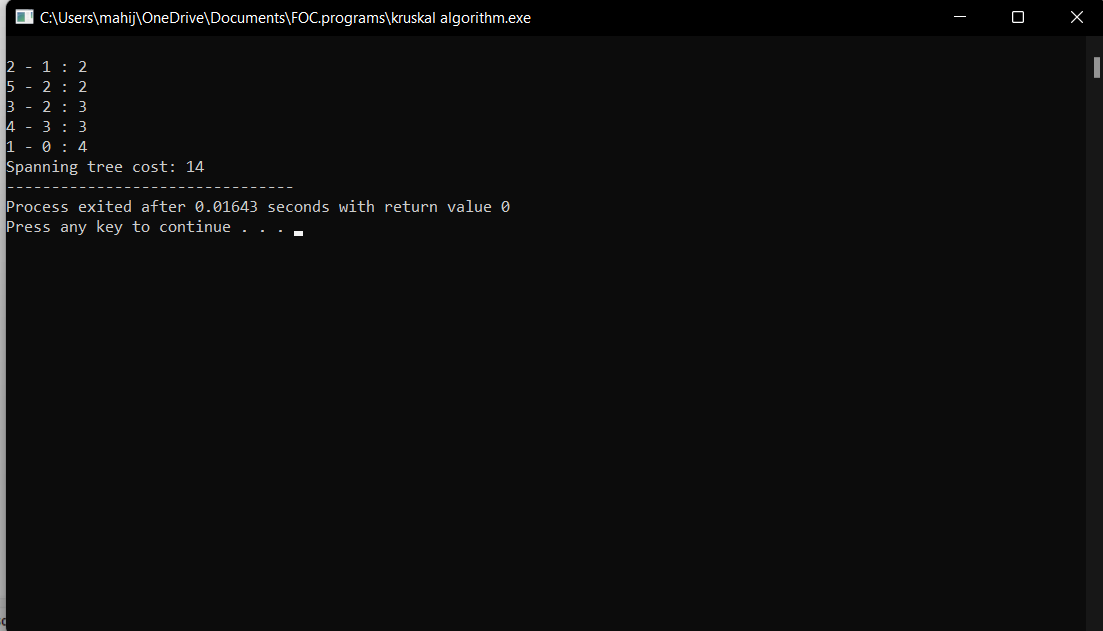 C:\Users\mahij\OneDrive\Documents\FOC.programs\kruskal algorithm.exe
2 - 1 : 2
5 - 2 : 2
3 - 2 : 3
4 - 3 : 3
1 - 0 : 4
Spanning tree cost: 14
--------------------------------
Process exited after 0.01643 seconds with return value 0
Press any key to continue . . .